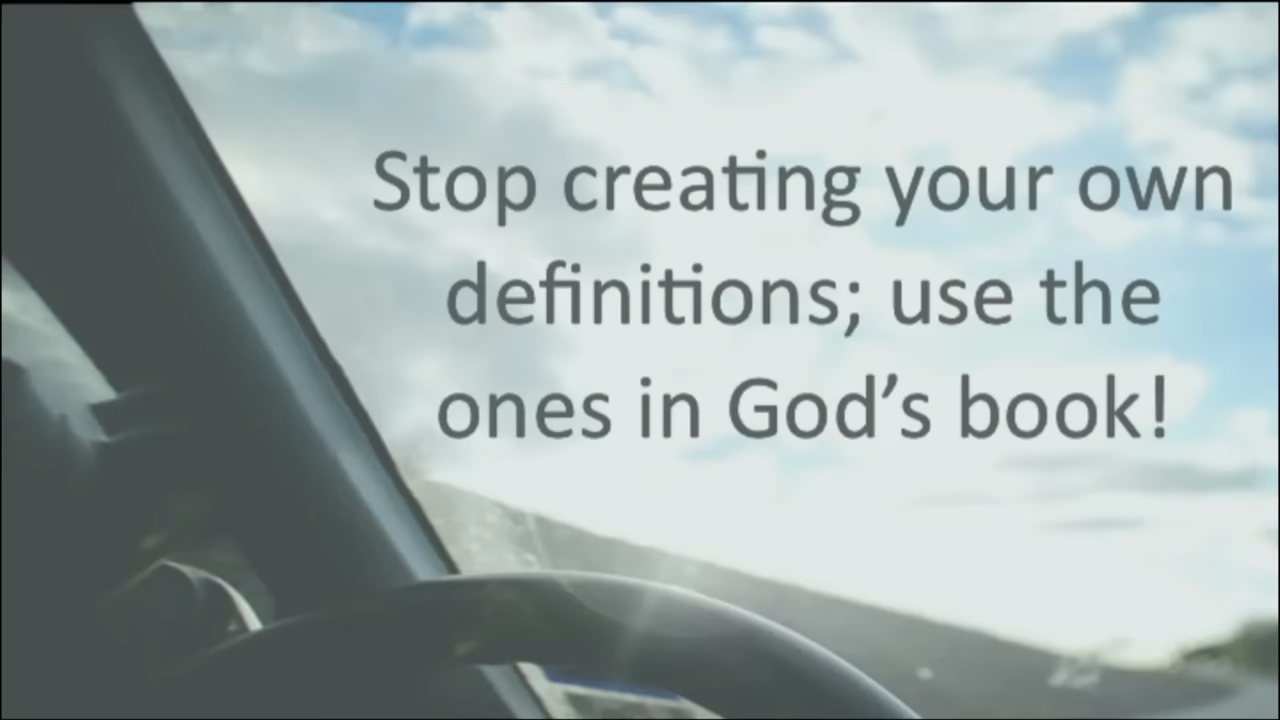 Stop creating your own
definitions; use the
ones in God’s book!